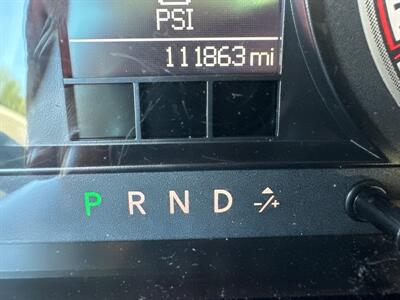 PSI
111863 mi
P R N D -/+